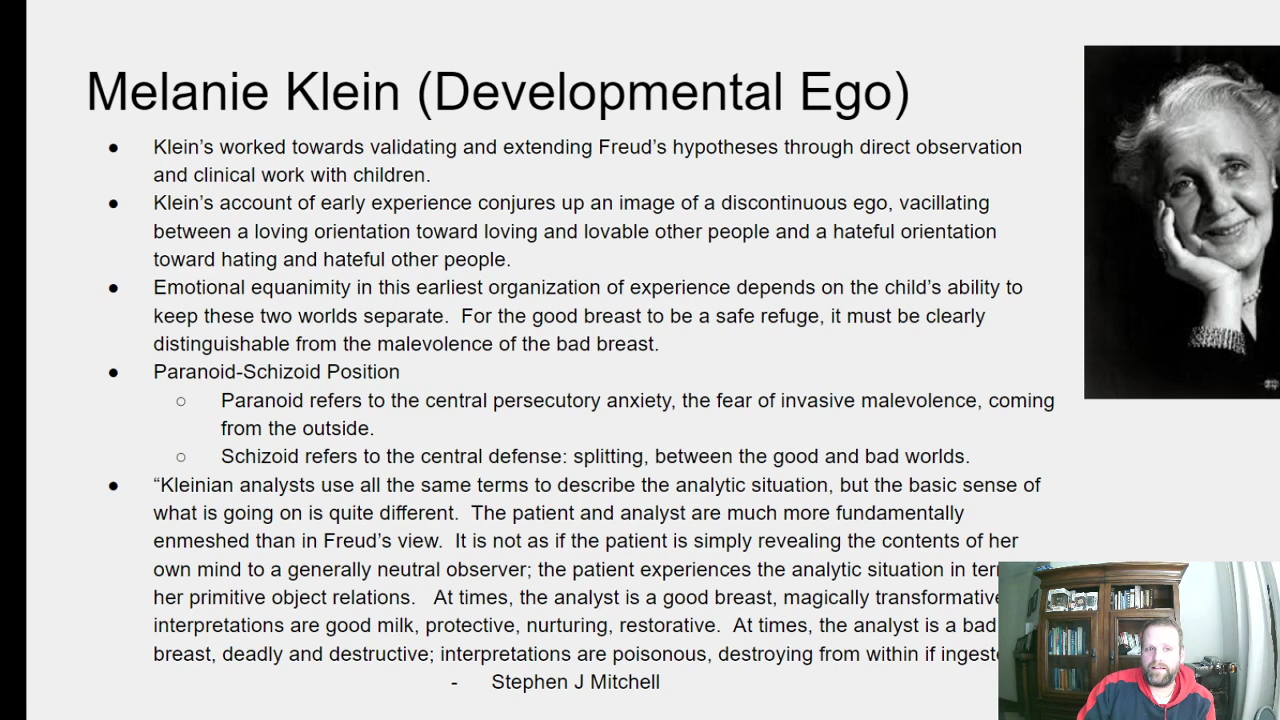 Melanie Klein (Developmental Ego)
● Klein’s worked towards validating and extending Freud’s hypotheses through direct observation
and clinical work with children.
● Klein’s account of early experience conjures up an image of a discontinuous ego, vacillating
between a loving orientation toward loving and lovable other people and a hateful orientation
toward hating and hateful other people.
● Emotional equanimity in this earliest organization of experience depends on the child’s ability to
keep these two worlds separate.  For the good breast to be a safe refuge, it must be clearly
distinguishable from the malevolence of the bad breast.
● Paranoid-Schizoid Position
○ Paranoid refers to the central persecutory anxiety, the fear of invasive malevolence, coming
from the outside.
○ Schizoid refers to the central defense: splitting, between the good and bad worlds.
● “Kleinian analysts use all the same terms to describe the analytic situation, but the basic sense of
what is going on is quite different.  The patient and analyst are much more fundamentally
enmeshed than in Freud’s view.  It is not as if the patient is simply revealing the contents of her
own mind to a generally neutral observer; the patient experiences the analytic situation in
her primitive object relations.   At times, the analyst is a good breast, magically transformative
interpretations are good milk, protective, nurturing, restorative.  At times, the analyst is a bad
breast, deadly and destructive; interpretations are poisonous, destroying from within if
- Stephen J Mitchell